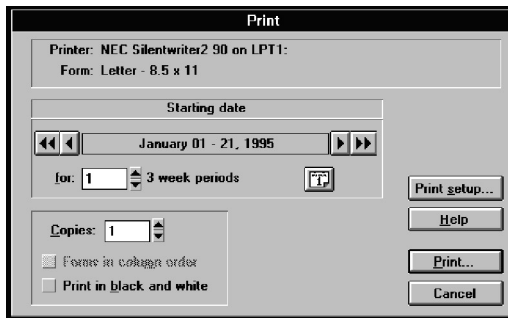 Print
Printer: NEC Silentwriter2 90 on LPT1:
Form: Letter - 8.5 x 11
Starting date
January 01 - 21, 1995
for: 1 3 week periods
Print setup...
Help
Copies: 1
Forms in column order
Print...
Print in black and white
Cancel